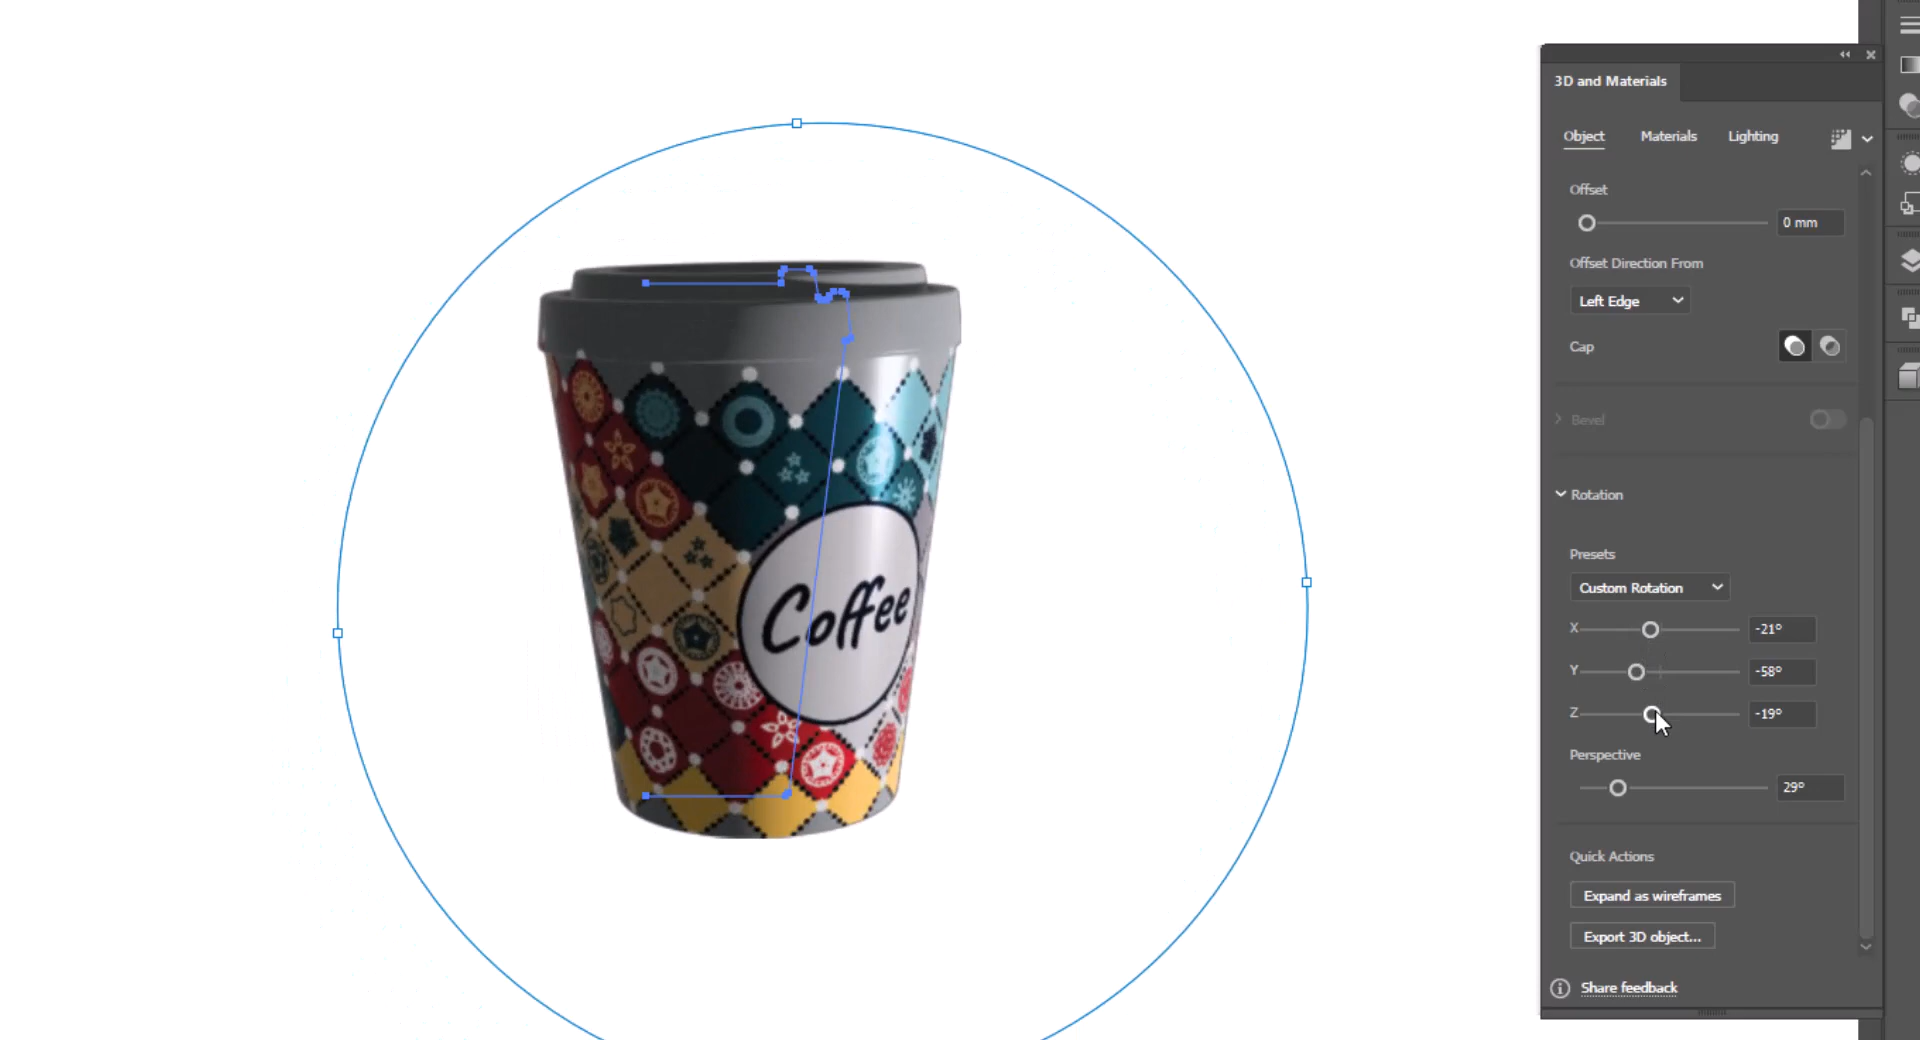 3D and Materials
Object Materials Lighting
Offset
0 mm
Offset Direction From
Left Edge
Cap
Bevel
Rotation
Presets
Custom Rotation
X -21°
Y -58°
Z -19°
Perspective
29°
Quick Actions
Expand as wireframes
Export 3D object...
Share feedback
Coffee